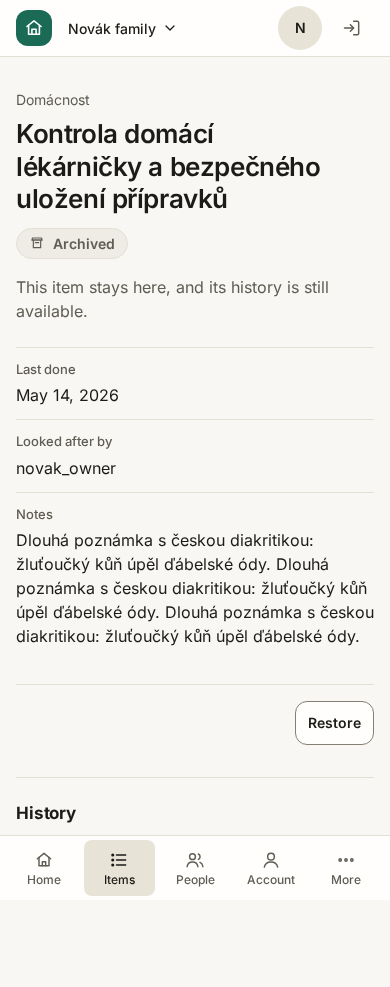 Novák family
N
Domácnost
Kontrola domácí
lékárničky a bezpečného
uložení přípravků
Archived
This item stays here, and its history is still
available.
Last done
May 14, 2026
Looked after by
novak_owner
Notes
Dlouhá poznámka s českou diakritikou:
žluťoučký kůň úpěl ďábelské ódy. Dlouhá
poznámka s českou diakritikou: žluťoučký kůň
úpěl ďábelské ódy. Dlouhá poznámka s českou
diakritikou: žluťoučký kůň úpěl ďábelské ódy.
Restore
History
Home Items People Account More